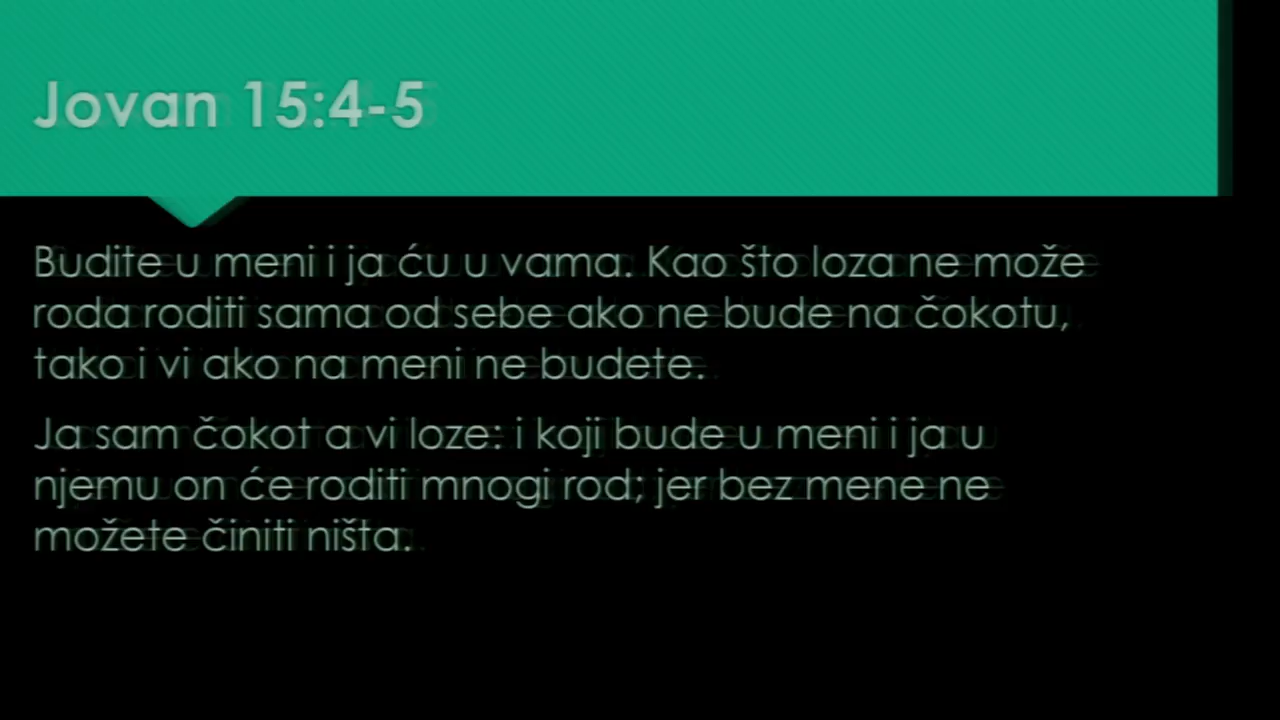 Jovan 15:4-5
Budite u meni i ja ću u vama. Kao što loza ne može
roda roditi sama od sebe ako ne bude na čokotu,
tako i vi ako na meni ne budete.
Ja sam čokot a vi loze: i koji bude u meni i ja u
njemu on će roditi mnogi rod; jer bez mene ne
možete činiti ništa.